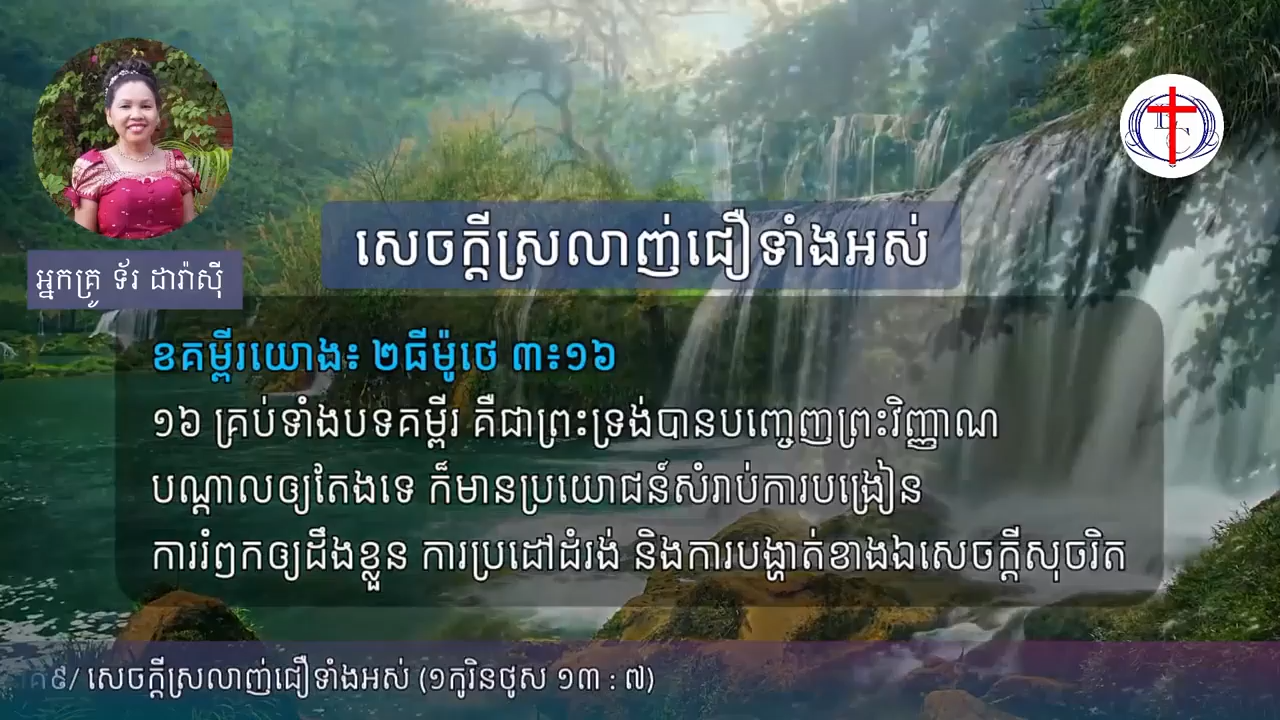 អ្នកគ្រូ ទ័រ ដារ៉ាស៊ី
សេចក្ដីស្រលាញ់ជឿទាំងអស់
ខគម្ពីរយោង៖ ២ធីម៉ូថេ ៣៖១៦
១៦ គ្រប់ទាំងបទគម្ពីរ គឺជាព្រះទ្រង់បានបញ្ចេញព្រះវិញ្ញាណ
បណ្ដាលឲ្យតែងទេ ក៏មានប្រយោជន៍សំរាប់ការបង្រៀន
ការរំឭកឲ្យដឹងខ្លួន ការប្រដៅដំរង់ និងការបង្ហាត់ខាងឯសេចក្ដីសុចរិត
៩/ សេចក្ដីស្រលាញ់ជឿទាំងអស់ (១កូរិនថូស ១៣ : ៧)